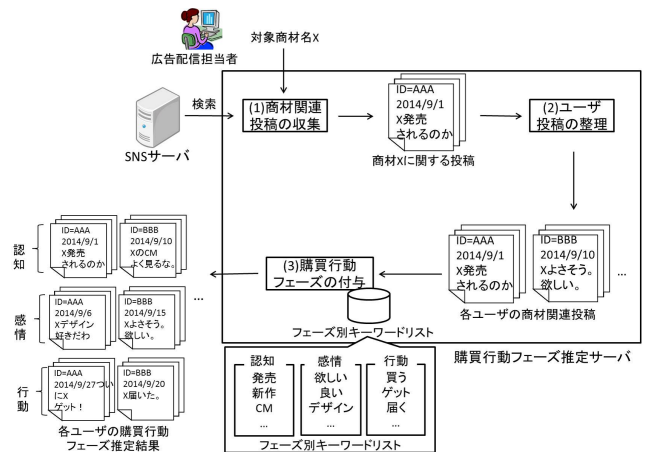 対象商材名X
広告配信担当者
検索
SNSサーバ
(1)商材関連
投稿の収集
ID=AAA
2014/9/1
X発売
されるのか
商材Xに関する投稿
(2)ユーザ
投稿の整理
ID=AAA
2014/9/1
X発売
されるのか
ID=BBB
2014/9/10
Xよさそう。
欲しい。
...
各ユーザの商材関連投稿
(3)購買行動
フェーズの付与
フェーズ別キーワードリスト
購買行動フェーズ推定サーバ
認知
発売
新作
CM
...
感情
欲しい
良い
デザイン
...
行動
買う
ゲット
届く
...
フェーズ別キーワードリスト
認知
ID=AAA
2014/9/1
X発売
されるのか
ID=BBB
2014/9/10
XのCM
よく見るな。
...
感情
ID=AAA
2014/9/6
Xデザイン
好きだわ
ID=BBB
2014/9/15
Xよさそう。
欲しい。
行動
ID=AAA
2014/9/27つい
にX
ゲット！
ID=BBB
2014/9/20
X届いた。
各ユーザの購買行動
フェーズ推定結果